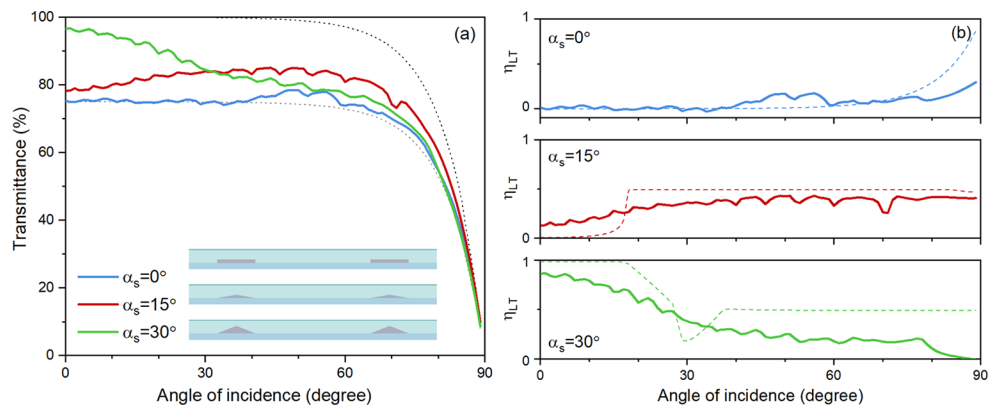 (a)
100
80
60
40
20
0
Transmittance (%)
αs=0°
αs=15°
αs=30°
0
30
60
90
Angle of incidence (degree)
(b)
αs=0°
1
0
ηLT
αs=15°
1
0
ηLT
αs=30°
1
0
ηLT
0
30
60
90
Angle of incidence (degree)